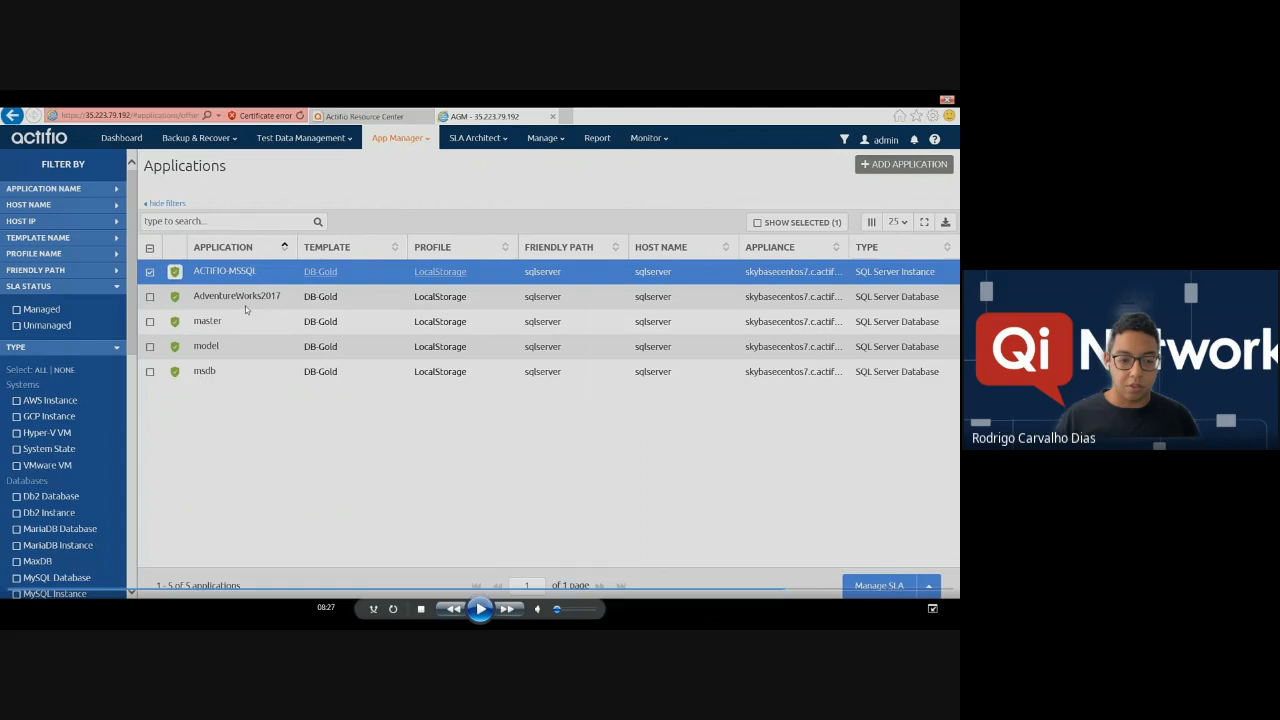 https://35.223.79.192/#applications/offse
Certificate error
Actifio Resource Center
AGM - 35.223.79.192
actifio
Dashboard
Backup & Recover
Test Data Management
App Manager
SLA Architect
Manage
Report
Monitor
admin
FILTER BY
APPLICATION NAME
HOST NAME
HOST IP
TEMPLATE NAME
PROFILE NAME
FRIENDLY PATH
SLA STATUS
Managed
Unmanaged
TYPE
Select: ALL | NONE
Systems
AWS Instance
GCP Instance
Hyper-V VM
System State
VMware VM
Databases
Db2 Database
Db2 Instance
MariaDB Database
MariaDB Instance
MaxDB
MySQL Database
MySQL Instance
Applications
+ ADD APPLICATION
hide filters
type to search...
SHOW SELECTED (1)
25
APPLICATION TEMPLATE PROFILE FRIENDLY PATH HOST NAME APPLIANCE TYPE
ACTIFIO-MSSQL DB-Gold LocalStorage sqlserver sqlserver skybasecentos7.c.actif... SQL Server Instance
AdventureWorks2017 DB-Gold LocalStorage sqlserver sqlserver skybasecentos7.c.actif... SQL Server Database
master DB-Gold LocalStorage sqlserver sqlserver skybasecentos7.c.actif... SQL Server Database
model DB-Gold LocalStorage sqlserver sqlserver skybasecentos7.c.actif... SQL Server Database
msdb DB-Gold LocalStorage sqlserver sqlserver skybasecentos7.c.actif... SQL Server Database
1 - 5 of 5 applications
1 of 1 page
Manage SLA
08:27
Qi Network
Rodrigo Carvalho Dias